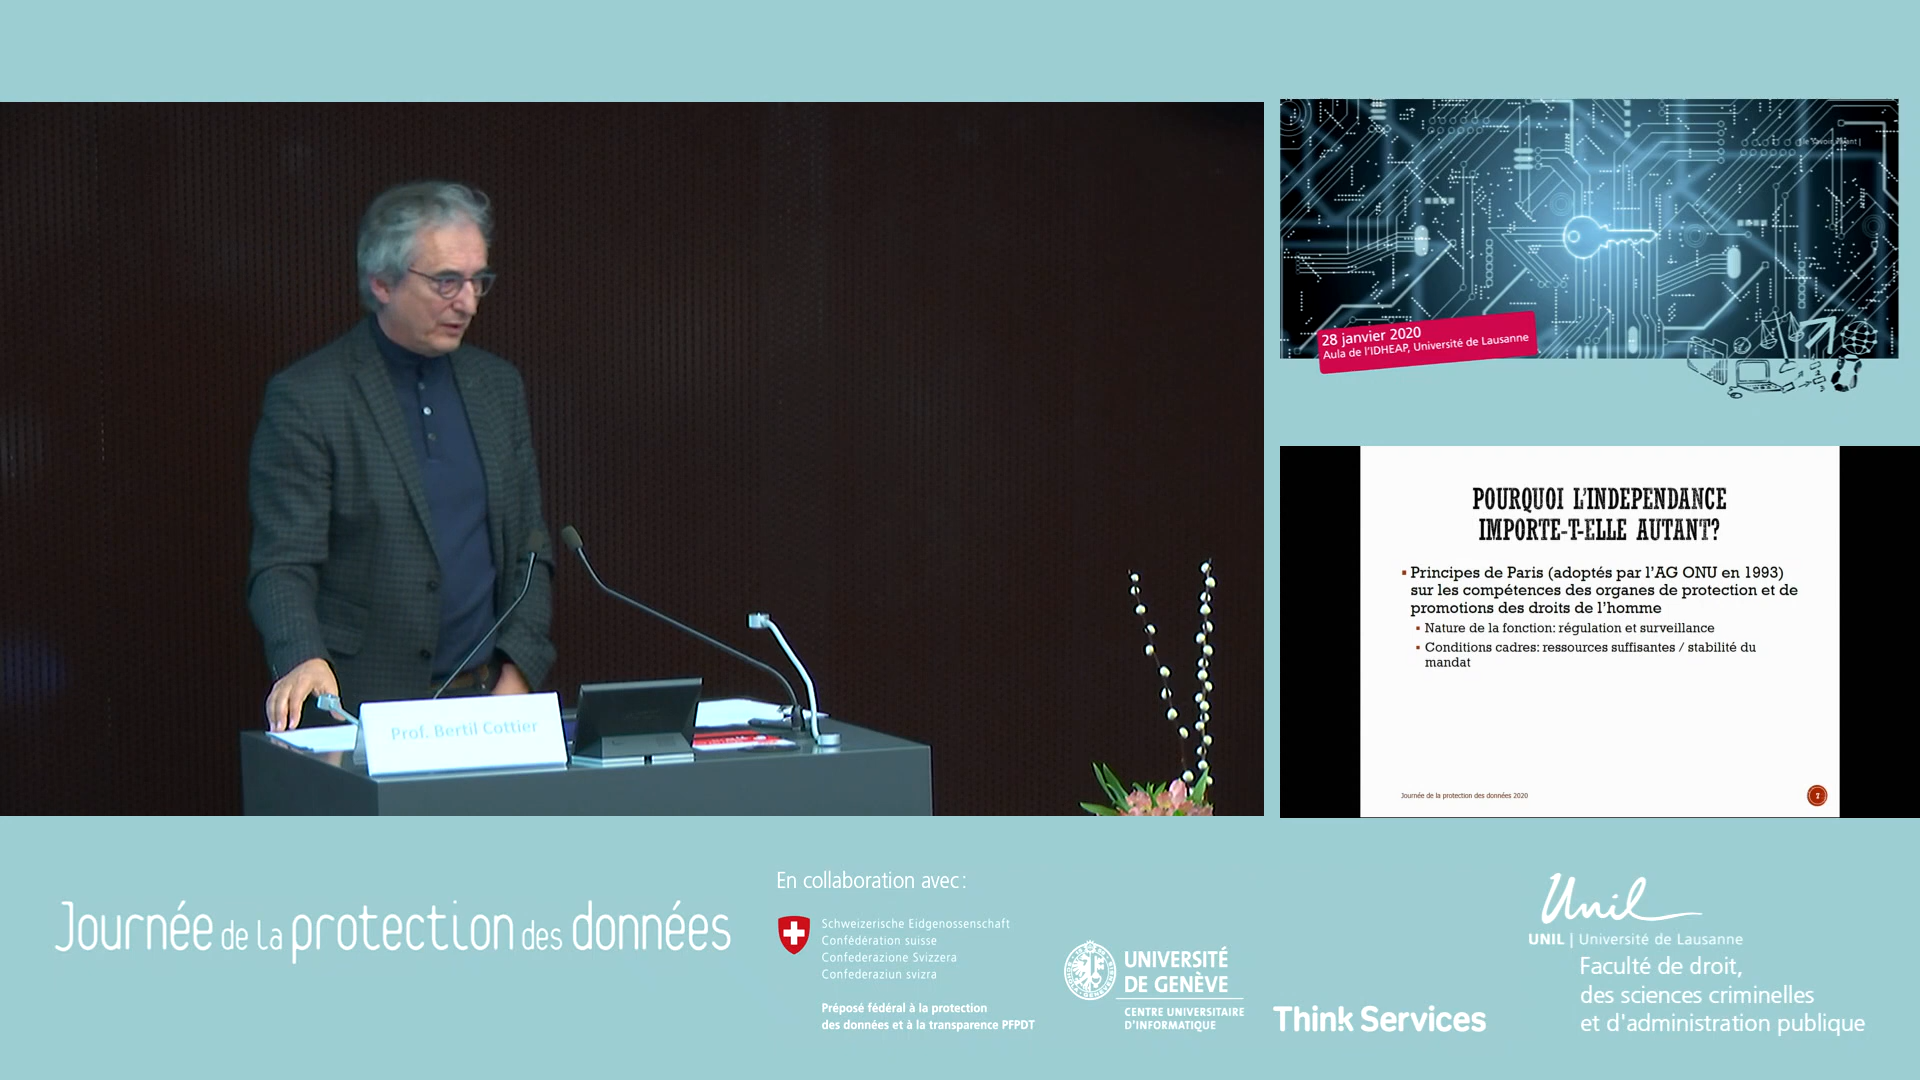 Prof. Bertil Cottier
28 janvier 2020
Aula de l'IDHEAP, Université de Lausanne
POURQUOI L'INDEPENDANCE
IMPORTE-T-ELLE AUTANT?
▪ Principes de Paris (adoptés par l'AG ONU en 1993)
sur les compétences des organes de protection et de
promotions des droits de l'homme
▪ Nature de la fonction: régulation et surveillance
▪ Conditions cadres: ressources suffisantes / stabilité du
mandat
Journée de la protection des données 2020
7
Journée de la protection des données
En collaboration avec :
Schweizerische Eidgenossenschaft
Confédération suisse
Confederazione Svizzera
Confederaziun svizra
Préposé fédéral à la protection
des données et à la transparence PFPDT
UNIVERSITÉ
DE GENÈVE
CENTRE UNIVERSITAIRE
D'INFORMATIQUE
Think Services
Unil
UNIL | Université de Lausanne
Faculté de droit,
des sciences criminelles
et d'administration publique